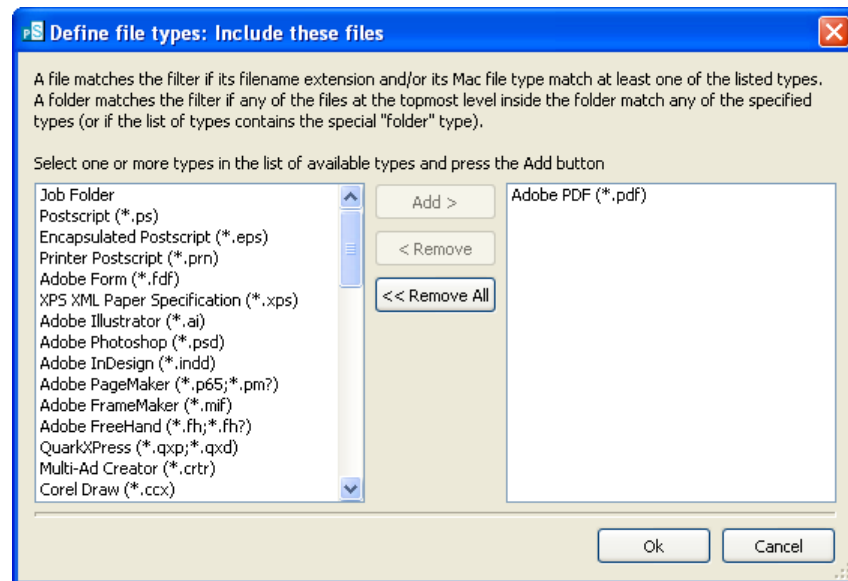 pS Define file types: Include these files
A file matches the filter if its filename extension and/or its Mac file type match at least one of the listed types.
A folder matches the filter if any of the files at the topmost level inside the folder match any of the specified
types (or if the list of types contains the special "folder" type).
Select one or more types in the list of available types and press the Add button
Job Folder
Postscript (*.ps)
Encapsulated Postscript (*.eps)
Printer Postscript (*.prn)
Adobe Form (*.fdf)
XPS XML Paper Specification (*.xps)
Adobe Illustrator (*.ai)
Adobe Photoshop (*.psd)
Adobe InDesign (*.indd)
Adobe PageMaker (*.p65;*.pm?)
Adobe FrameMaker (*.mif)
Adobe FreeHand (*.fh;*.fh?)
QuarkXPress (*.qxp;*.qxd)
Multi-Ad Creator (*.crtr)
Corel Draw (*.ccx)
Add >
< Remove
<< Remove All
Adobe PDF (*.pdf)
Ok
Cancel